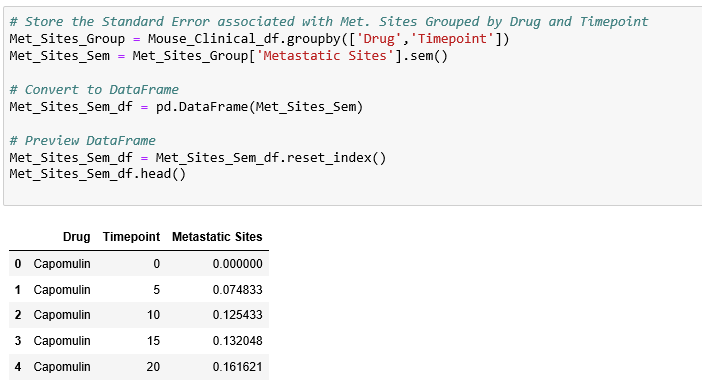 # Store the Standard Error associated with Met. Sites Grouped by Drug and Timepoint
Met_Sites_Group = Mouse_Clinical_df.groupby(['Drug','Timepoint'])
Met_Sites_Sem = Met_Sites_Group['Metastatic Sites'].sem()
# Convert to DataFrame
Met_Sites_Sem_df = pd.DataFrame(Met_Sites_Sem)
# Preview DataFrame
Met_Sites_Sem_df = Met_Sites_Sem_df.reset_index()
Met_Sites_Sem_df.head()
Drug Timepoint Metastatic Sites
0 Capomulin 0 0.000000
1 Capomulin 5 0.074833
2 Capomulin 10 0.125433
3 Capomulin 15 0.132048
4 Capomulin 20 0.161621